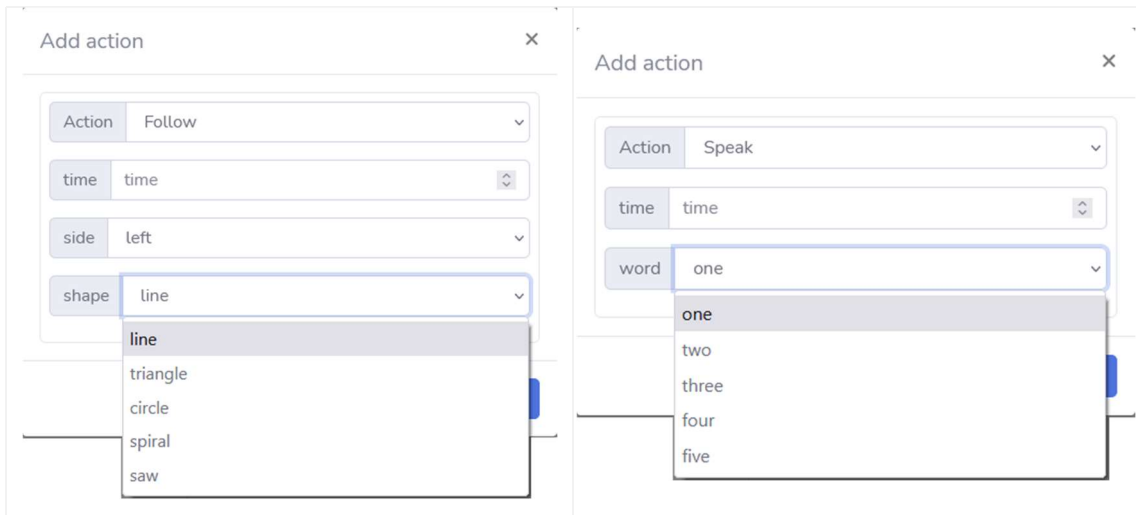 Add action ×
Action Follow
time time
side left
shape line
line
triangle
circle
spiral
saw
Add action ×
Action Speak
time time
word one
one
two
three
four
five